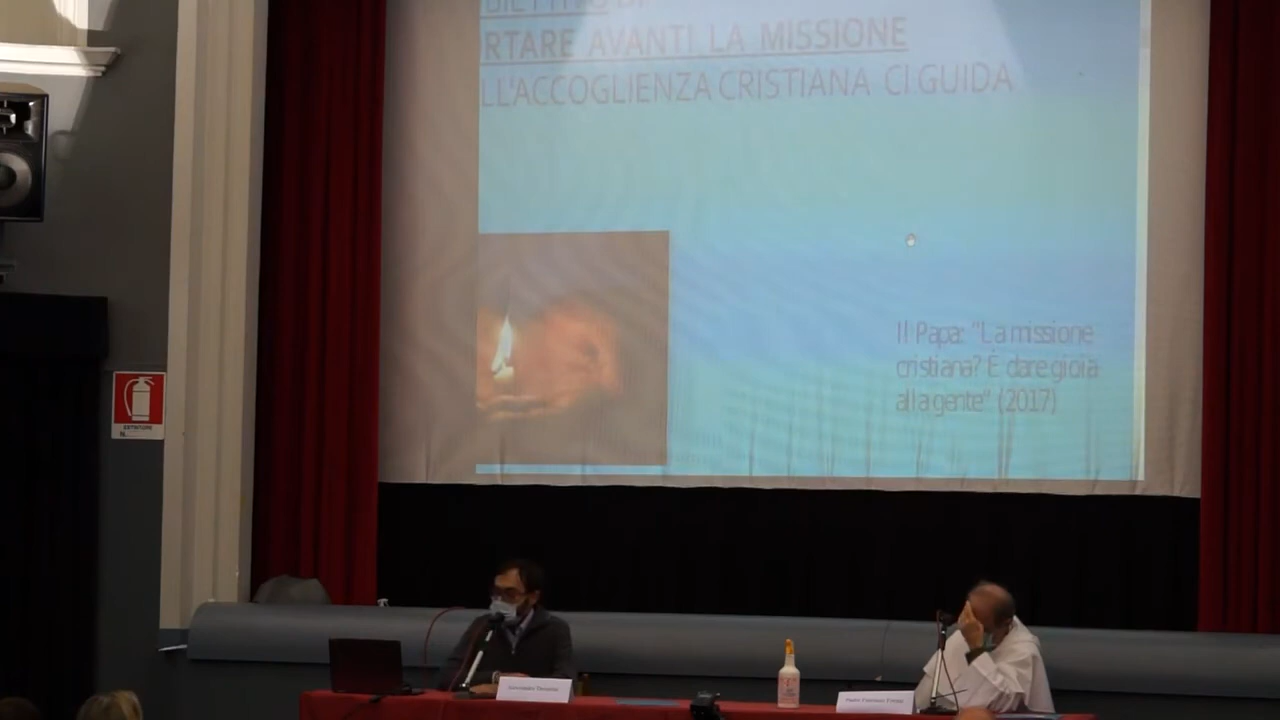 RTARE AVANTI LA MISSIONE
LL'ACCOGLIENZA CRISTIANA CI GUIDA
Il Papa: "La missione
cristiana? È dare gioia
alla gente" (2017)
ESTINTORE
N.